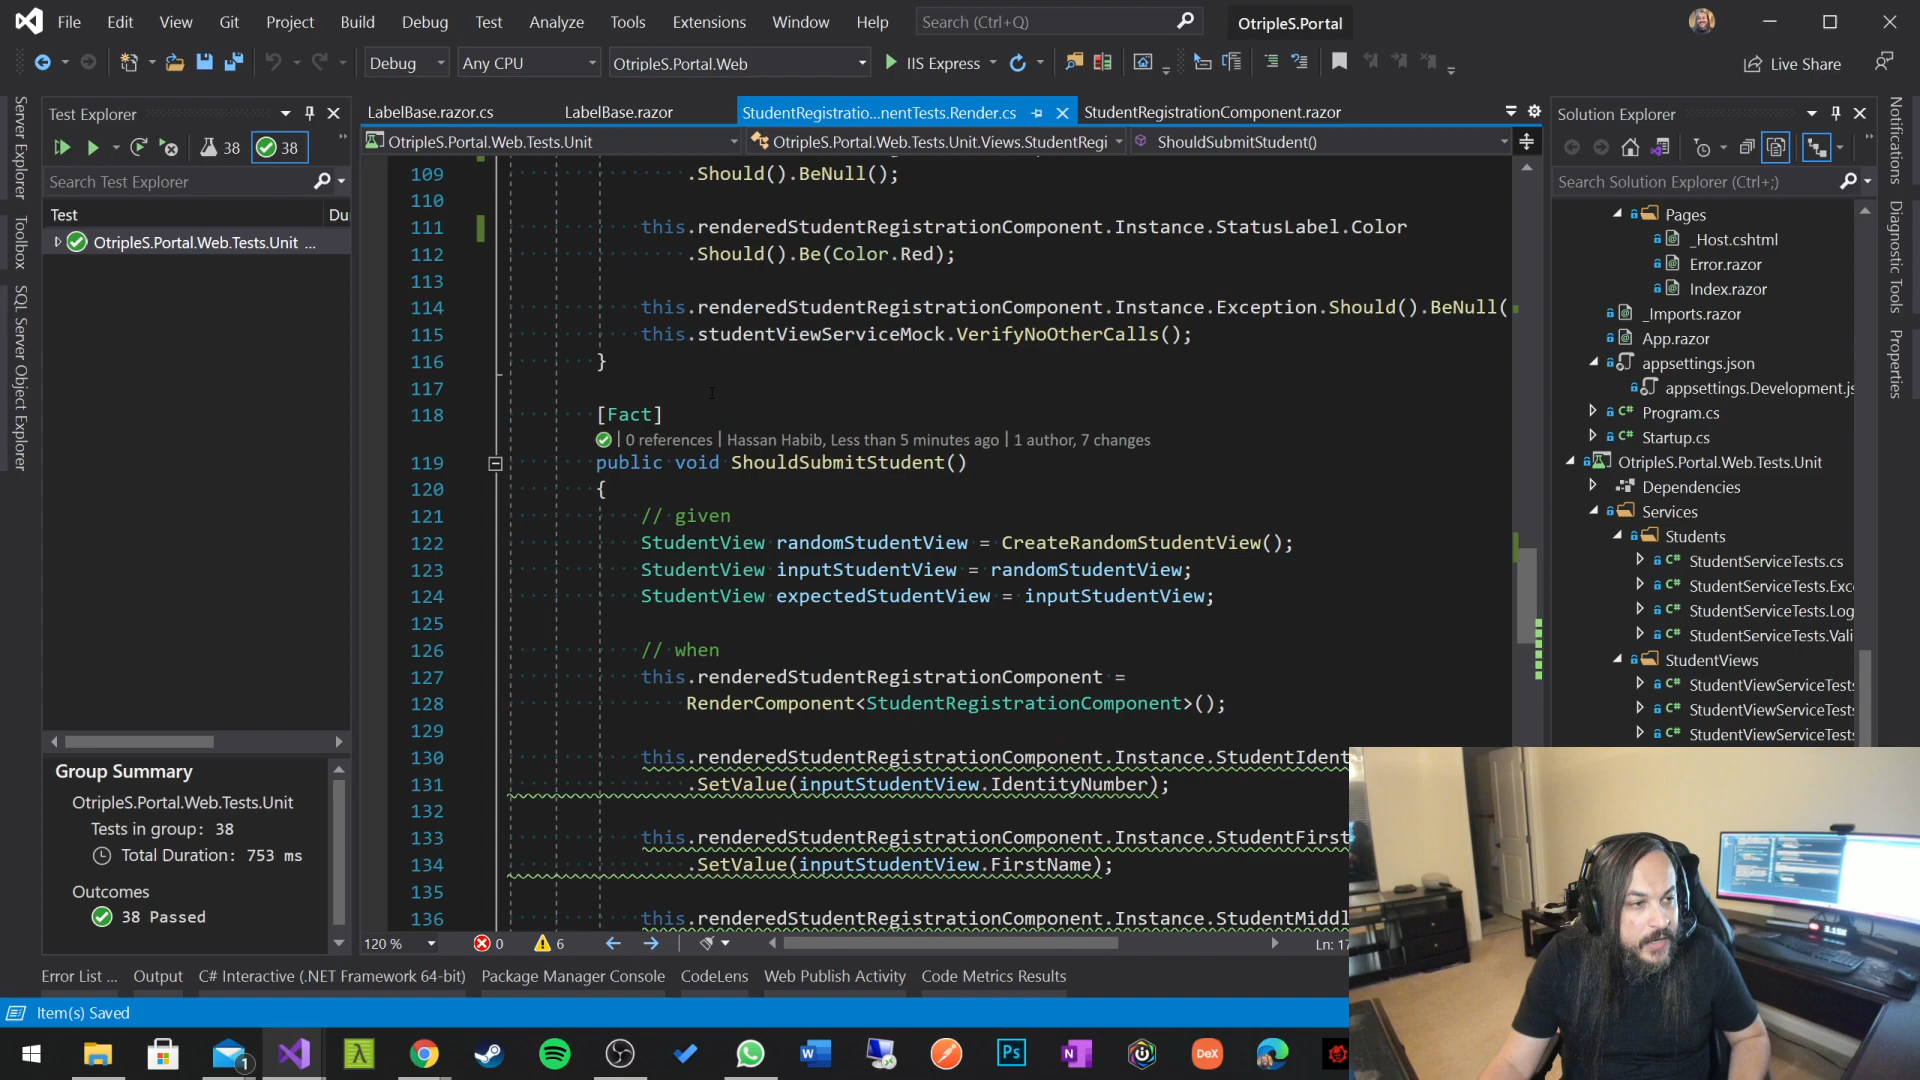 File Edit View Git Project Build Debug Test Analyze Tools Extensions Window Help Search (Ctrl+Q) OtripleS.Portal
Debug Any CPU OtripleS.Portal.Web IIS Express Live Share
Test Explorer
38 38
Search Test Explorer
Test Du
OtripleS.Portal.Web.Tests.Unit ...
Group Summary
OtripleS.Portal.Web.Tests.Unit
Tests in group: 38
Total Duration: 753 ms
Outcomes
38 Passed
Server Explorer
Toolbox
SQL Server Object Explorer
LabelBase.razor.cs LabelBase.razor StudentRegistratio...nentTests.Render.cs StudentRegistrationComponent.razor
OtripleS.Portal.Web.Tests.Unit OtripleS.Portal.Web.Tests.Unit.Views.StudentRegi ShouldSubmitStudent()
109 .Should().BeNull();
110
111 this.renderedStudentRegistrationComponent.Instance.StatusLabel.Color
112 .Should().Be(Color.Red);
113
114 this.renderedStudentRegistrationComponent.Instance.Exception.Should().BeNull(
115 this.studentViewServiceMock.VerifyNoOtherCalls();
116 }
117
118 [Fact]
0 references | Hassan Habib, Less than 5 minutes ago | 1 author, 7 changes
119 public void ShouldSubmitStudent()
120 {
121 // given
122 StudentView randomStudentView = CreateRandomStudentView();
123 StudentView inputStudentView = randomStudentView;
124 StudentView expectedStudentView = inputStudentView;
125
126 // when
127 this.renderedStudentRegistrationComponent =
128 RenderComponent<StudentRegistrationComponent>();
129
130 this.renderedStudentRegistrationComponent.Instance.StudentIdent
131 .SetValue(inputStudentView.IdentityNumber);
132
133 this.renderedStudentRegistrationComponent.Instance.StudentFirst
134 .SetValue(inputStudentView.FirstName);
135
136 this.renderedStudentRegistrationComponent.Instance.StudentMiddl
120 % 0 6 Ln: 17
Solution Explorer
Search Solution Explorer (Ctrl+;)
Pages
_Host.cshtml
Error.razor
Index.razor
_Imports.razor
App.razor
appsettings.json
appsettings.Development.js
Program.cs
Startup.cs
OtripleS.Portal.Web.Tests.Unit
Dependencies
Services
Students
StudentServiceTests.cs
StudentServiceTests.Exce
StudentServiceTests.Log
StudentServiceTests.Vali
StudentViews
StudentViewServiceTests
StudentViewServiceTests
StudentViewServiceTests
Notifications
Diagnostic Tools
Properties
Error List ... Output C# Interactive (.NET Framework 64-bit) Package Manager Console CodeLens Web Publish Activity Code Metrics Results
Item(s) Saved
1
Ps
DeX